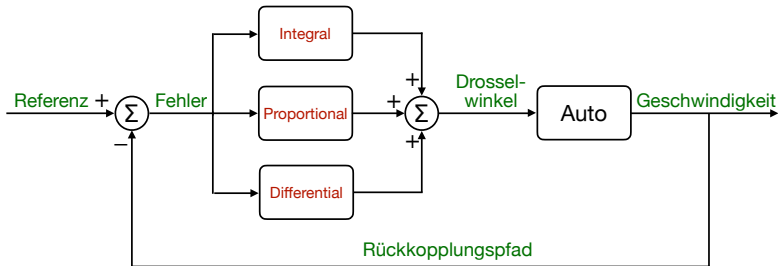 Integral
Referenz + Σ Fehler
Proportional
+
+ Σ
+
Drossel-
winkel
Auto
Geschwindigkeit
−
Differential
Rückkopplungspfad